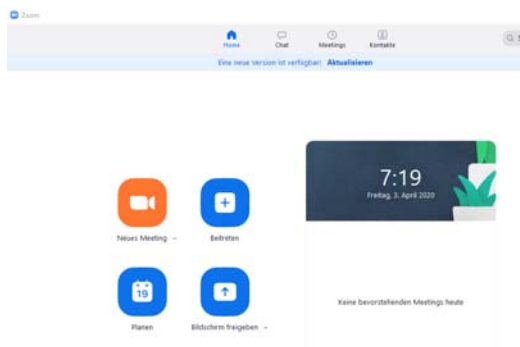 Zoom
Home Chat Meetings Kontakte
Eine neue Version ist verfügbar! Aktualisieren
7:19
Freitag, 3. April 2020
Neues Meeting
Beitreten
19
Planen
Bildschirm freigeben
Keine bevorstehenden Meetings heute